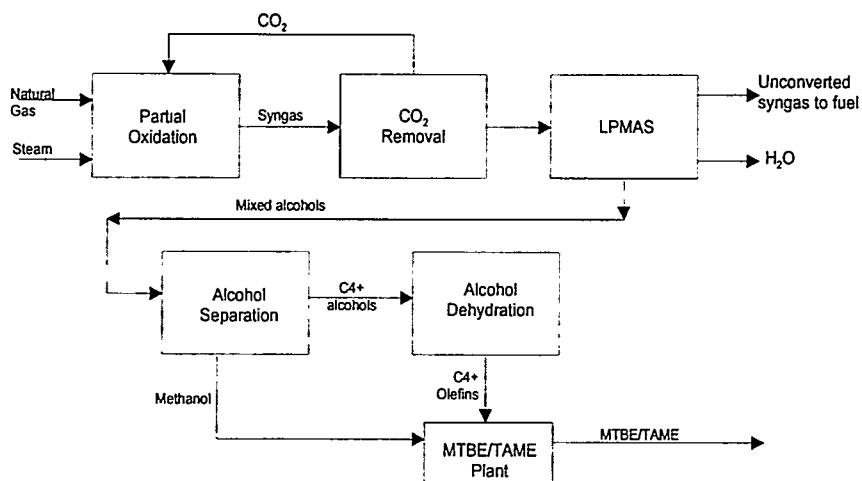 CO2
Natural
Gas
Steam
Partial
Oxidation
Syngas
CO2
Removal
LPMAS
Unconverted
syngas to fuel
H2O
Mixed alcohols
Alcohol
Separation
C4+
alcohols
Alcohol
Dehydration
Methanol
C4+
Olefins
MTBE/TAME
Plant
MTBE/TAME